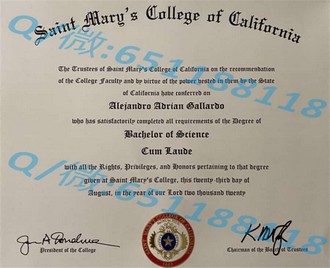 Saint Mary's College of California
The Trustees of Saint Mary's College of California on the recommendation
of the College Faculty and by virtue of the power vested in them by the State
of California have conferred on
Alejandro Adrian Gallardo
who has satisfactorily completed all requirements of the Degree of
Bachelor of Science
Cum Laude
with all the Rights, Privileges, and Honors pertaining to that degree
given at Saint Mary's College, this twenty-third day of
August, in the year of our Lord two thousand twenty
President of the College
Chairman of the Board of Trustees
Q/微:651188118
Q/微:651188118